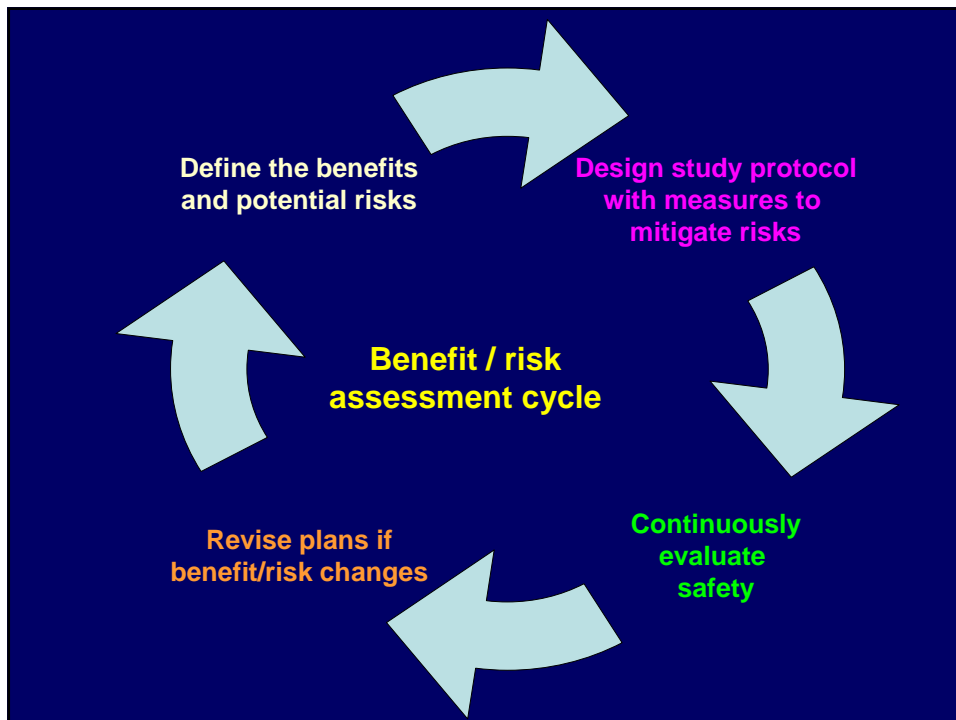 Define the benefits
and potential risks
Design study protocol
with measures to
mitigate risks
Benefit / risk
assessment cycle
Continuously
evaluate
safety
Revise plans if
benefit/risk changes